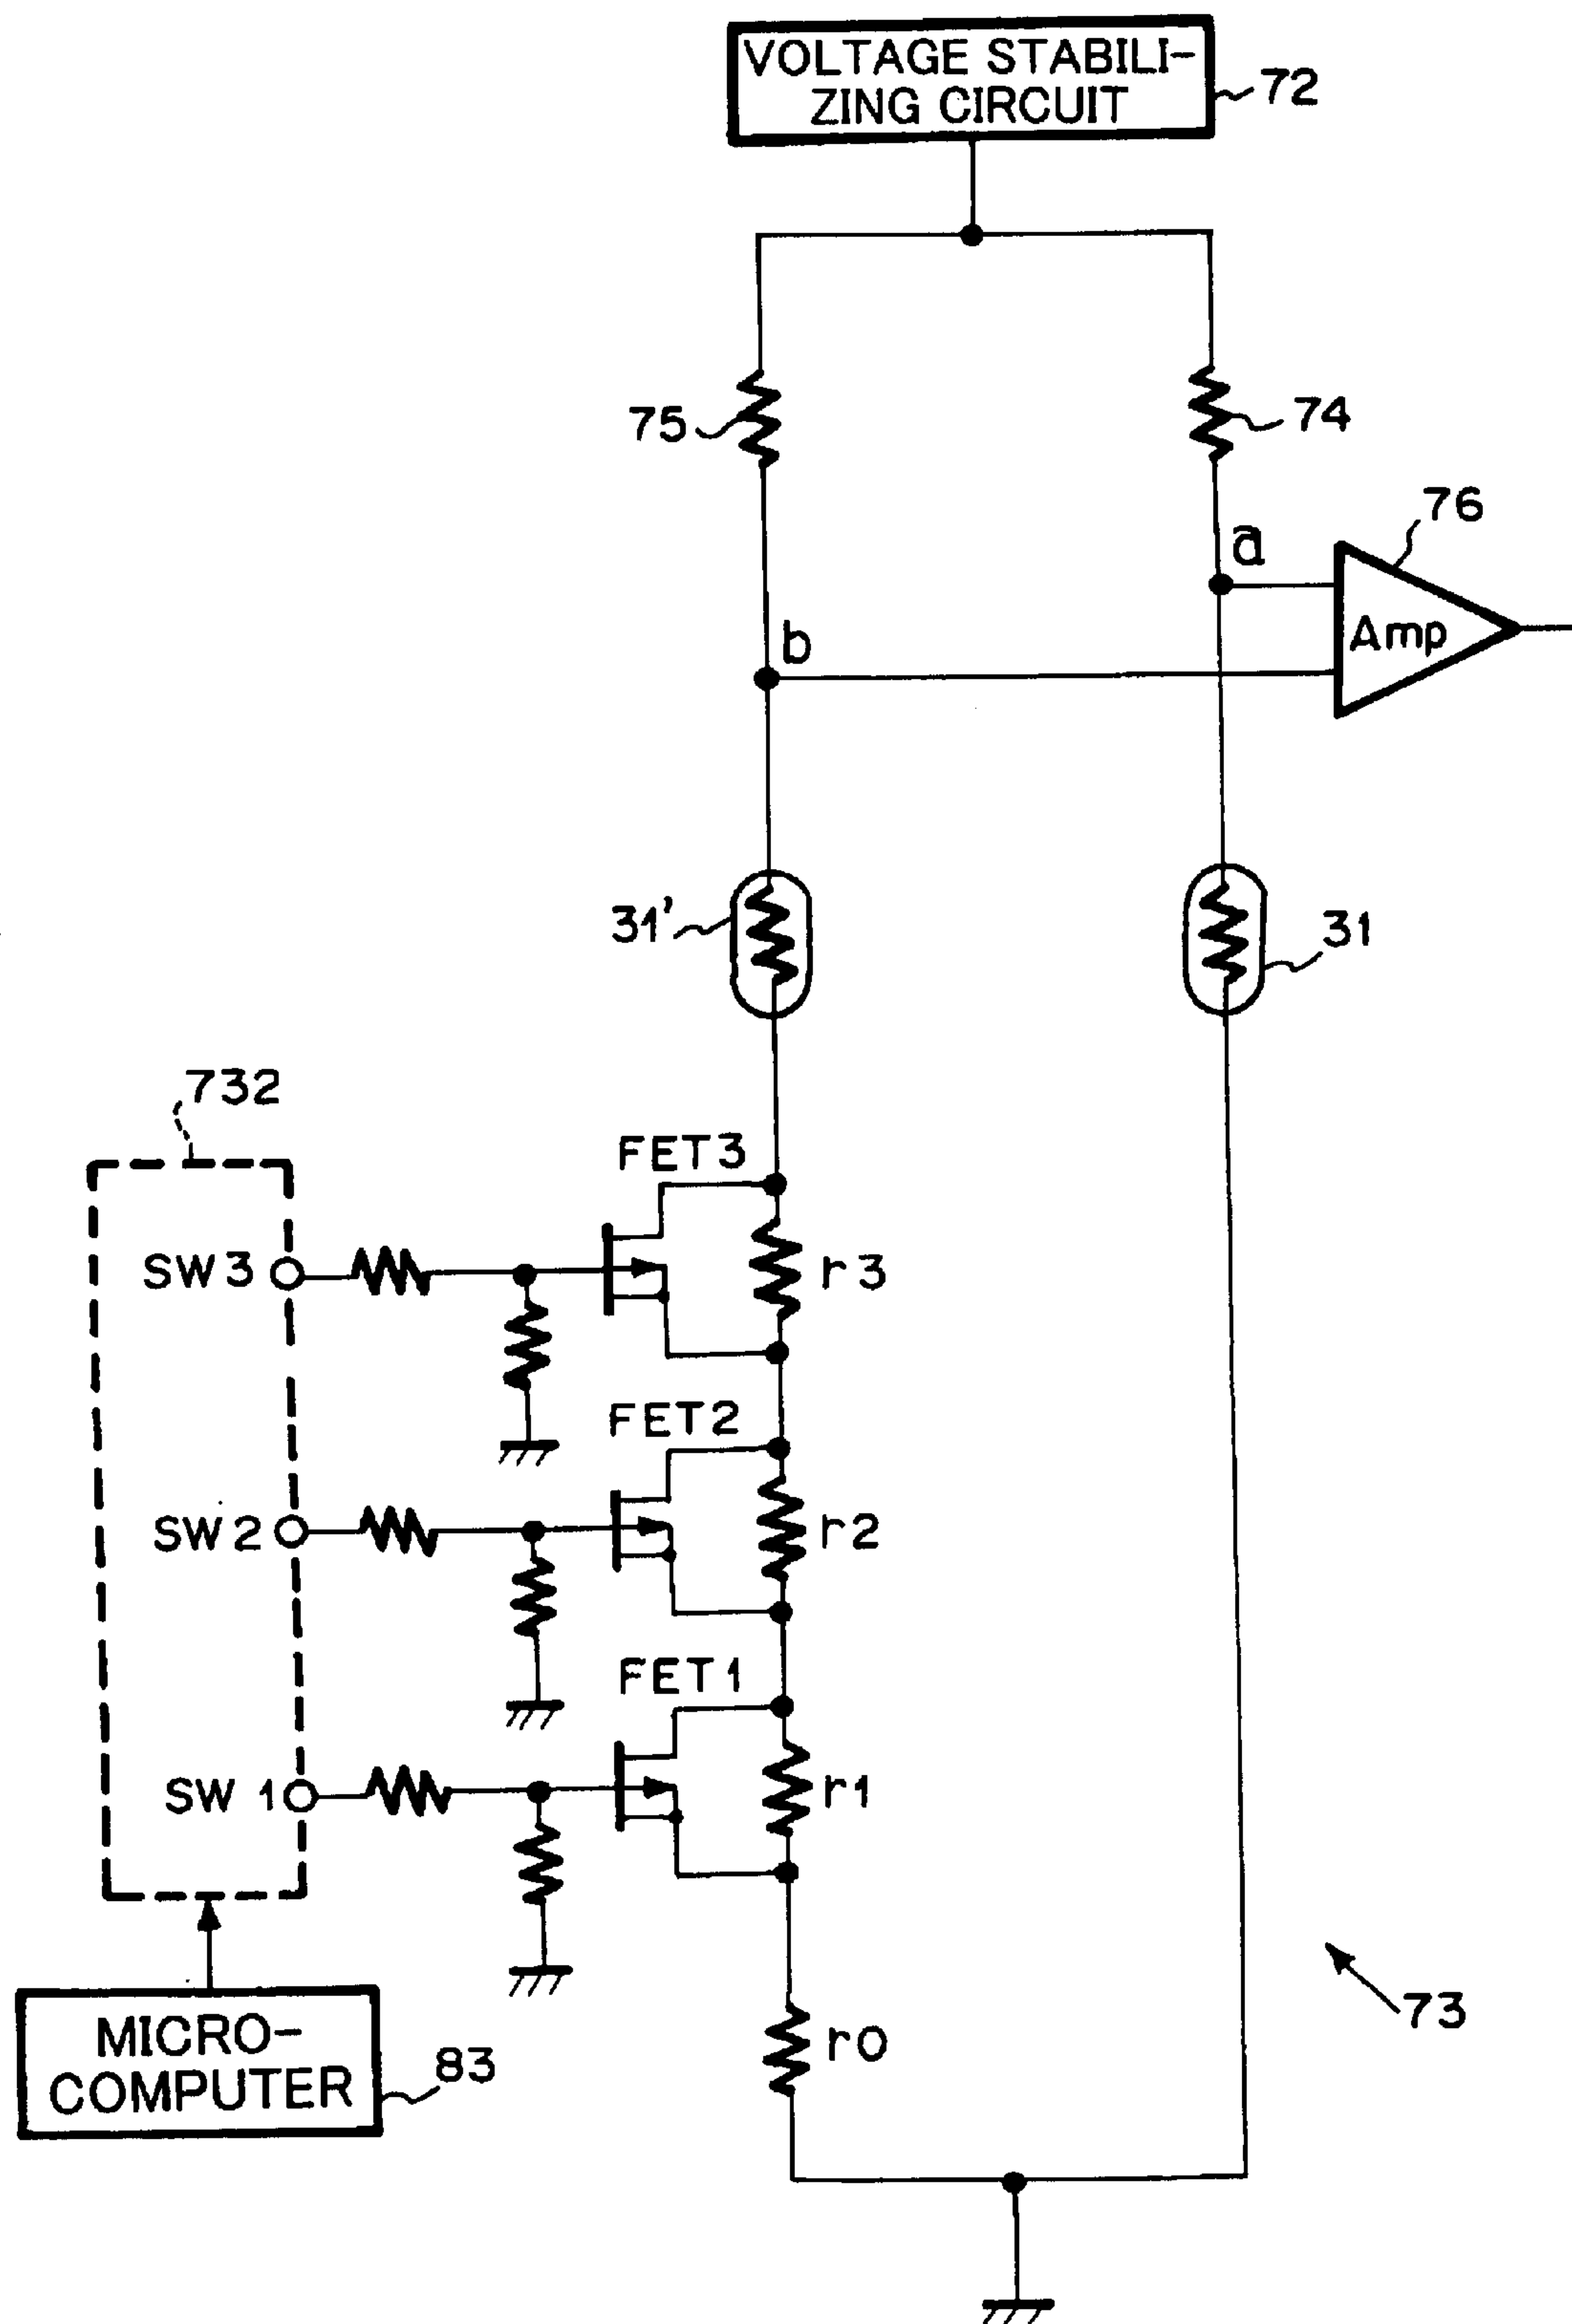 VOLTAGE STABILI-
ZING CIRCUIT
72
75
74
76
a
Amp
b
31'
31
732
FET3
SW3
r3
FET2
SW2
r2
FET1
SW 1
r1
73
MICRO-
COMPUTER
83
r0